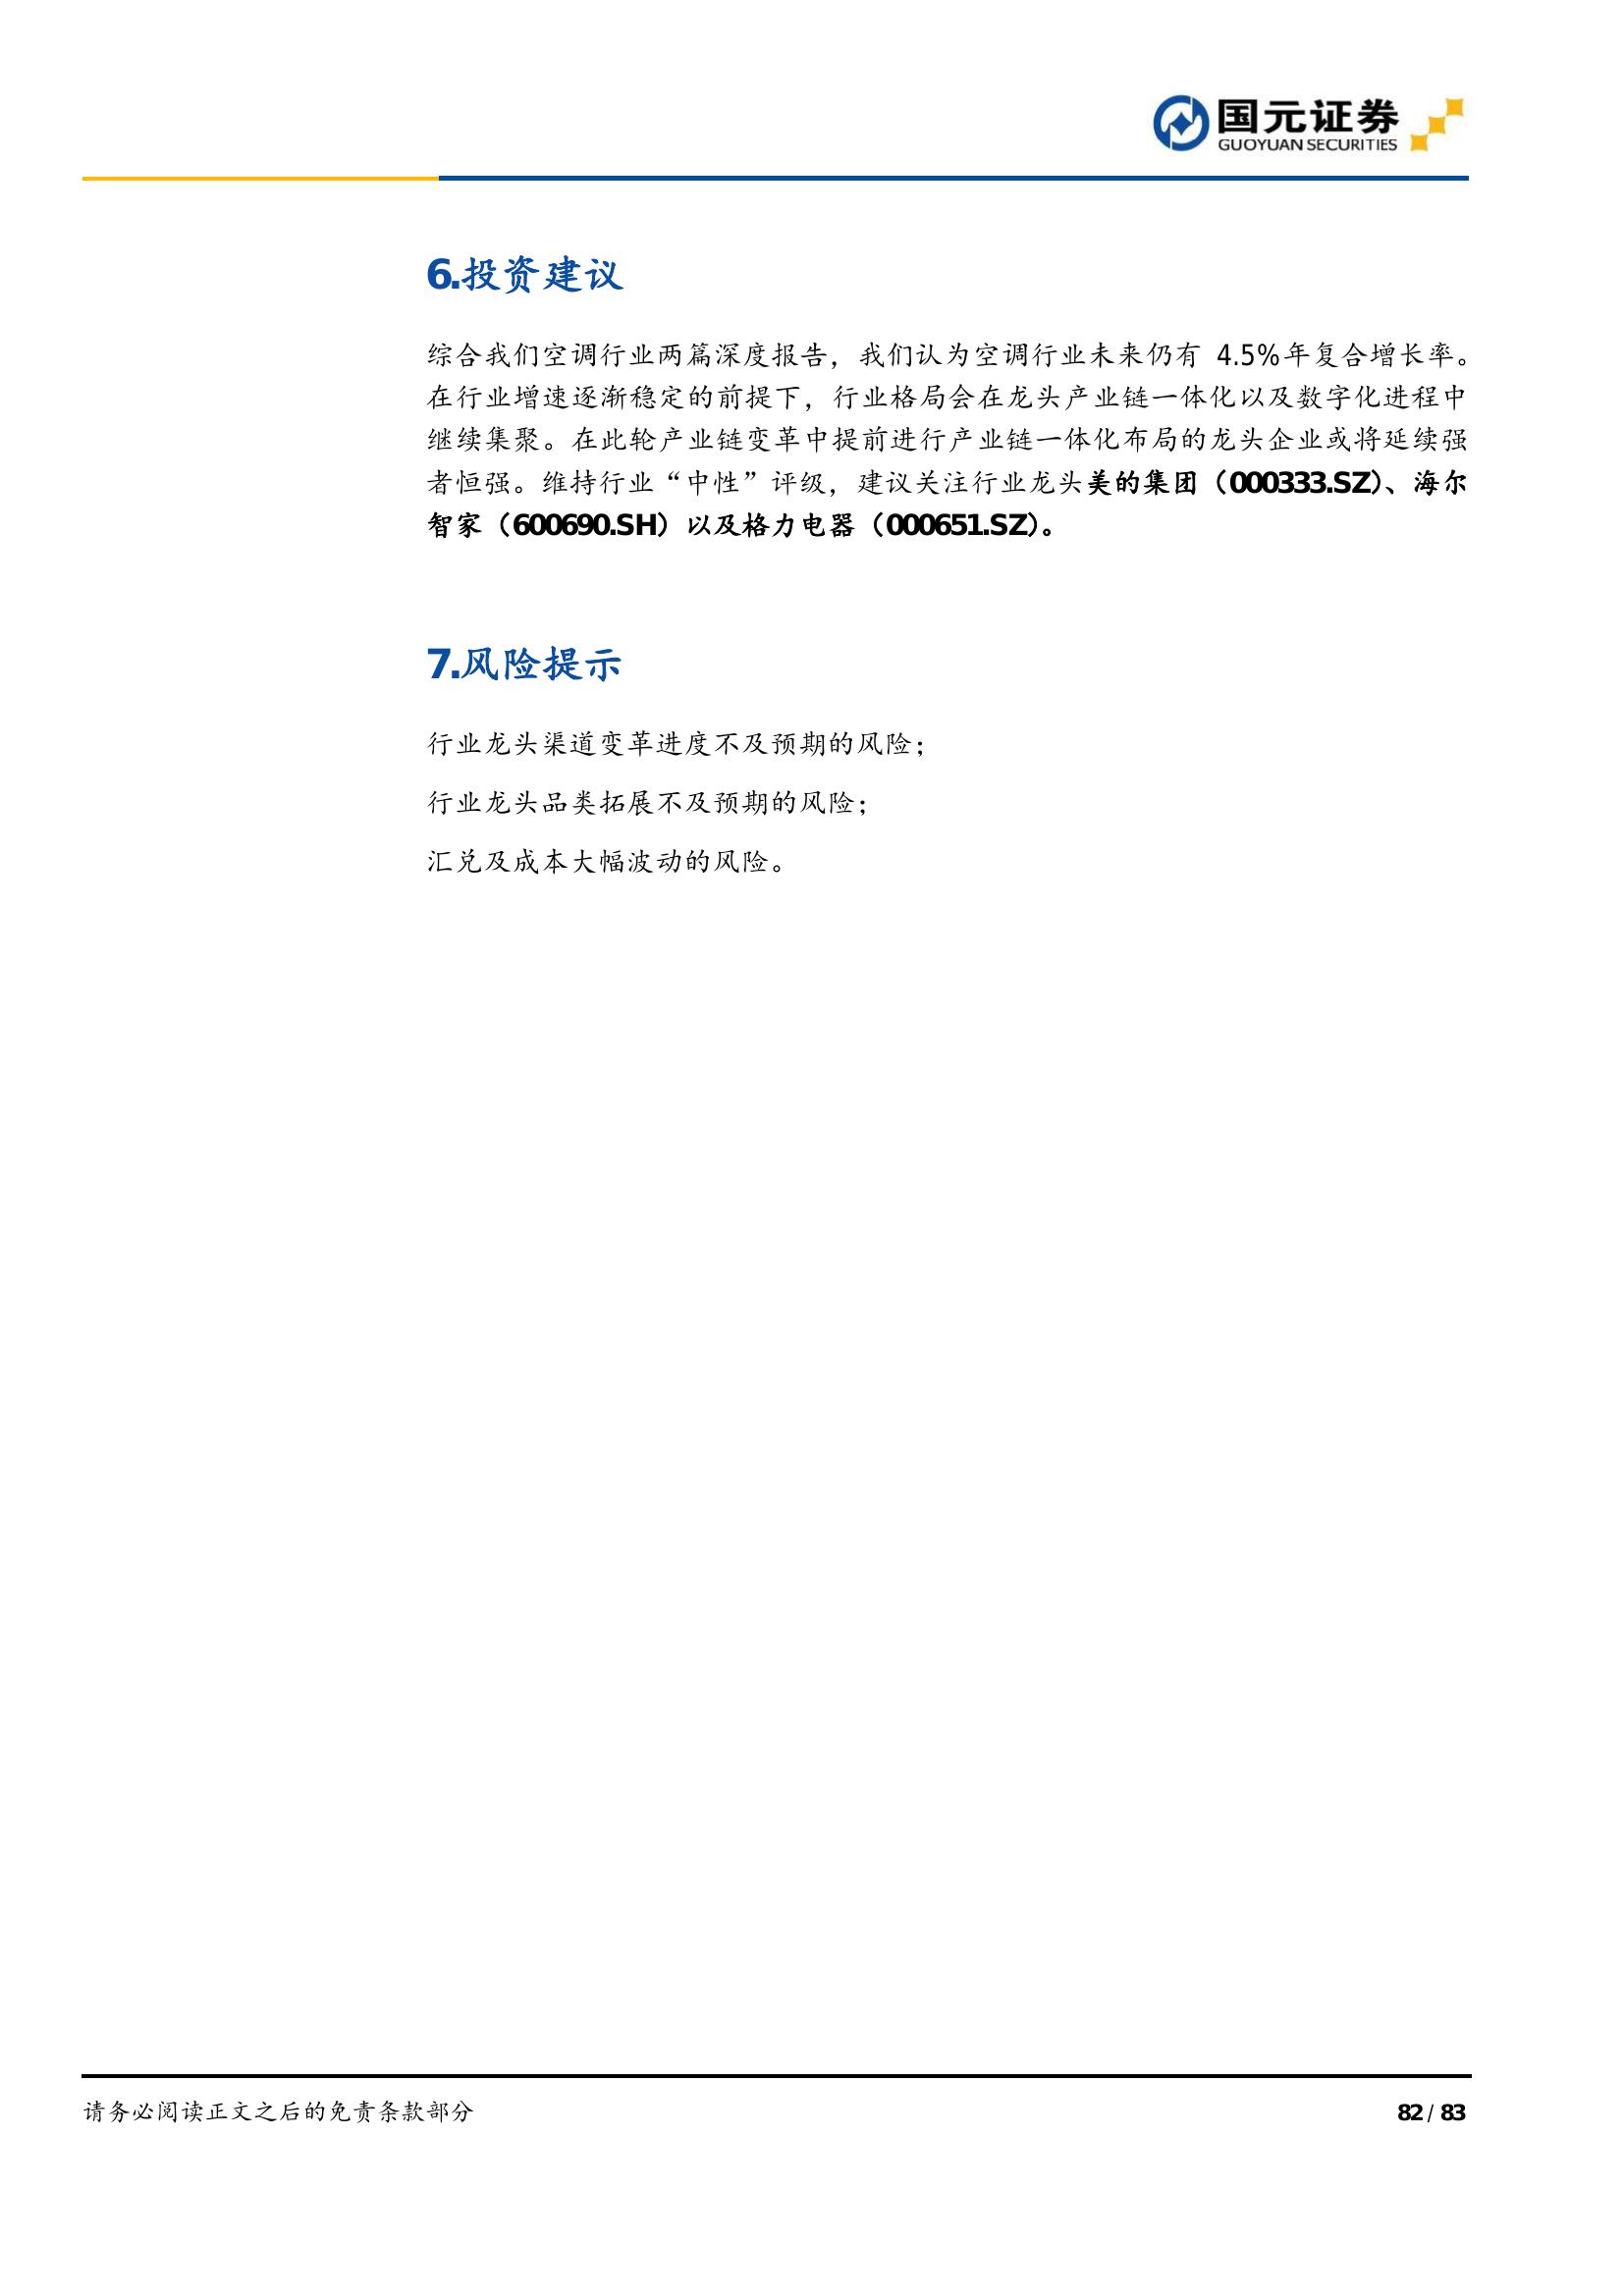 国元证券
GUOYUAN SECURITIES
6.投资建议
综合我们空调行业两篇深度报告，我们认为空调行业未来仍有 4.5%年复合增长率。
在行业增速逐渐稳定的前提下，行业格局会在龙头产业链一体化以及数字化进程中
继续集聚。在此轮产业链变革中提前进行产业链一体化布局的龙头企业或将延续强
者恒强。维持行业“中性”评级，建议关注行业龙头美的集团（000333.SZ）、海尔
智家（600690.SH）以及格力电器（000651.SZ）。
7.风险提示
行业龙头渠道变革进度不及预期的风险；
行业龙头品类拓展不及预期的风险；
汇兑及成本大幅波动的风险。
请务必阅读正文之后的免责条款部分
82 / 83